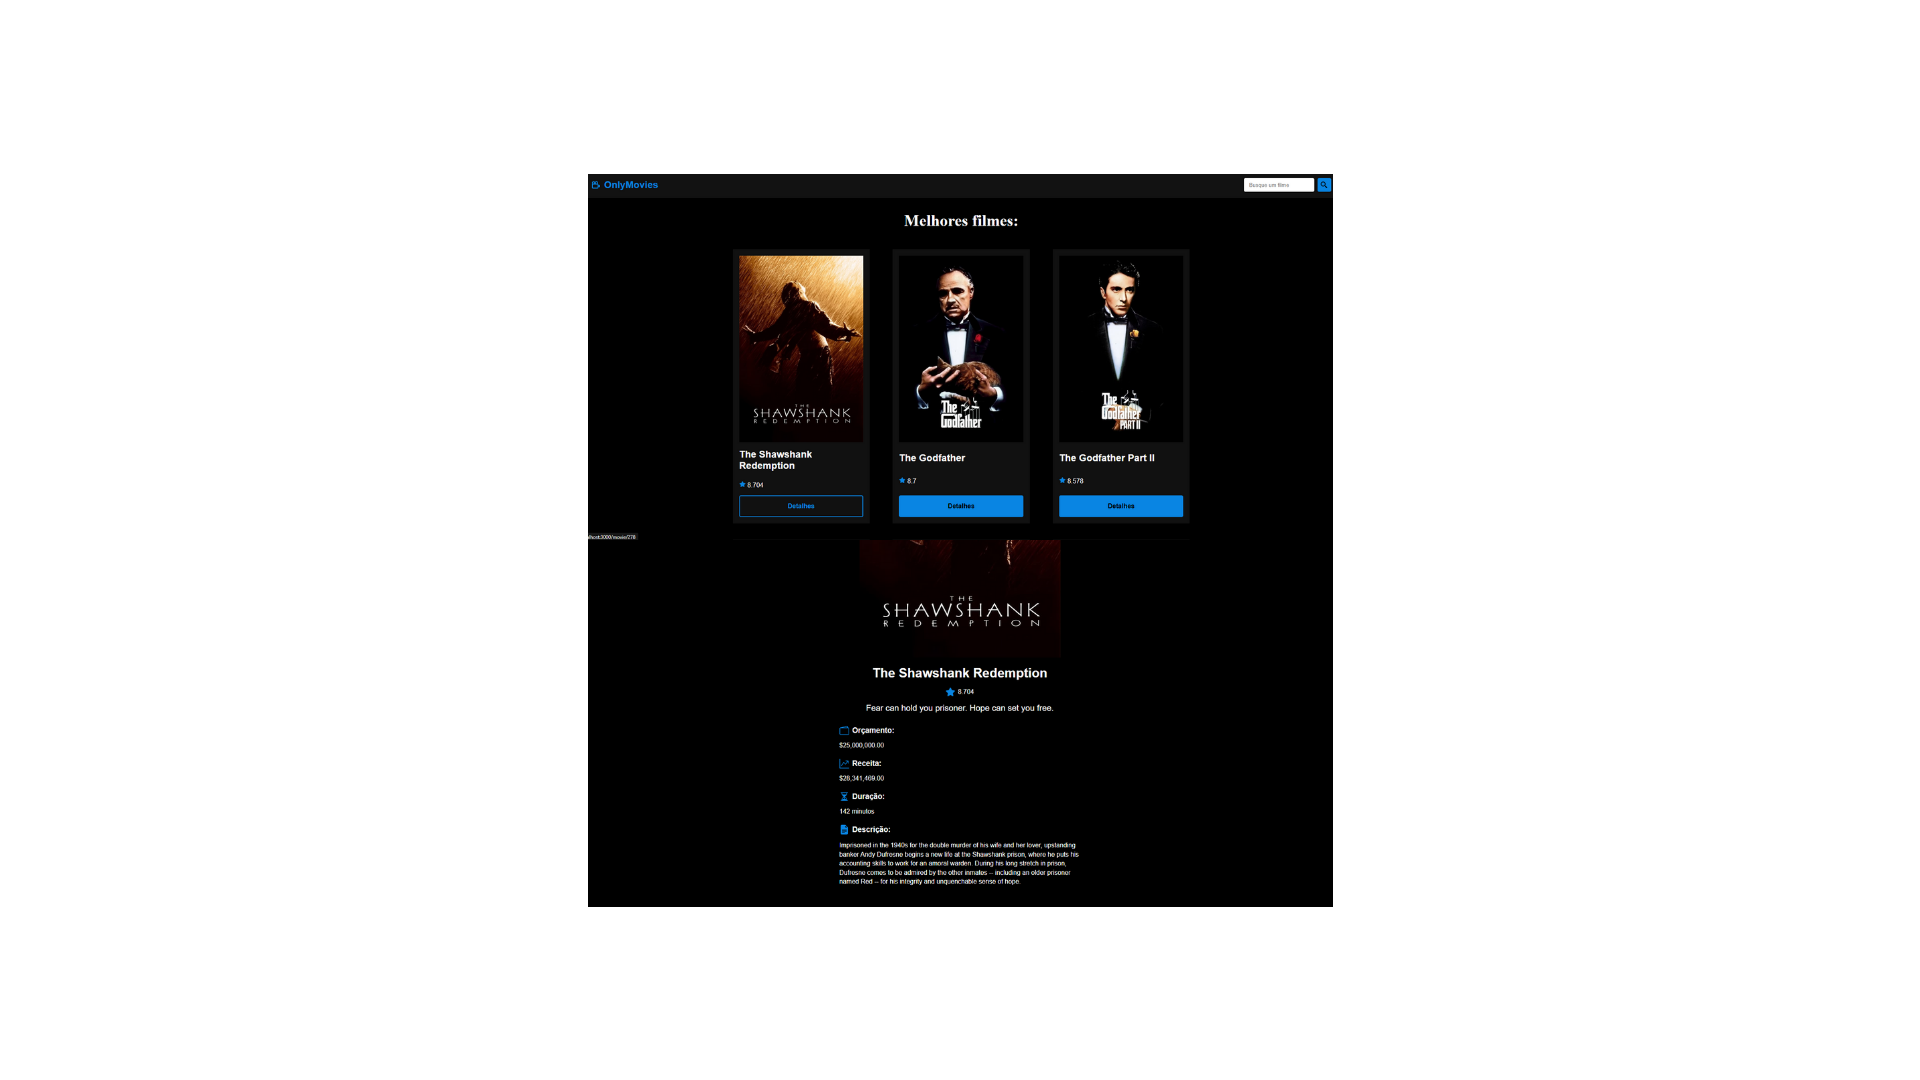 OnlyMovies
Busque um filme
Melhores filmes:
THE
SHAWSHANK
REDEMPTION
The
Godfather
The
Godfather
PART II
The Shawshank
Redemption
The Godfather
The Godfather Part II
8.704
8.7
8.578
Detalhes
Detalhes
Detalhes
lhost:3000/movie/278
THE
SHAWSHANK
REDEMPTION
The Shawshank Redemption
8.704
Fear can hold you prisoner. Hope can set you free.
Orçamento:
$25,000,000.00
Receita:
$28,341,469.00
Duração:
142 minutos
Descrição:
Imprisoned in the 1940s for the double murder of his wife and her lover, upstanding
banker Andy Dufresne begins a new life at the Shawshank prison, where he puts his
accounting skills to work for an amoral warden. During his long stretch in prison,
Dufresne comes to be admired by the other inmates -- including an older prisoner
named Red -- for his integrity and unquenchable sense of hope.